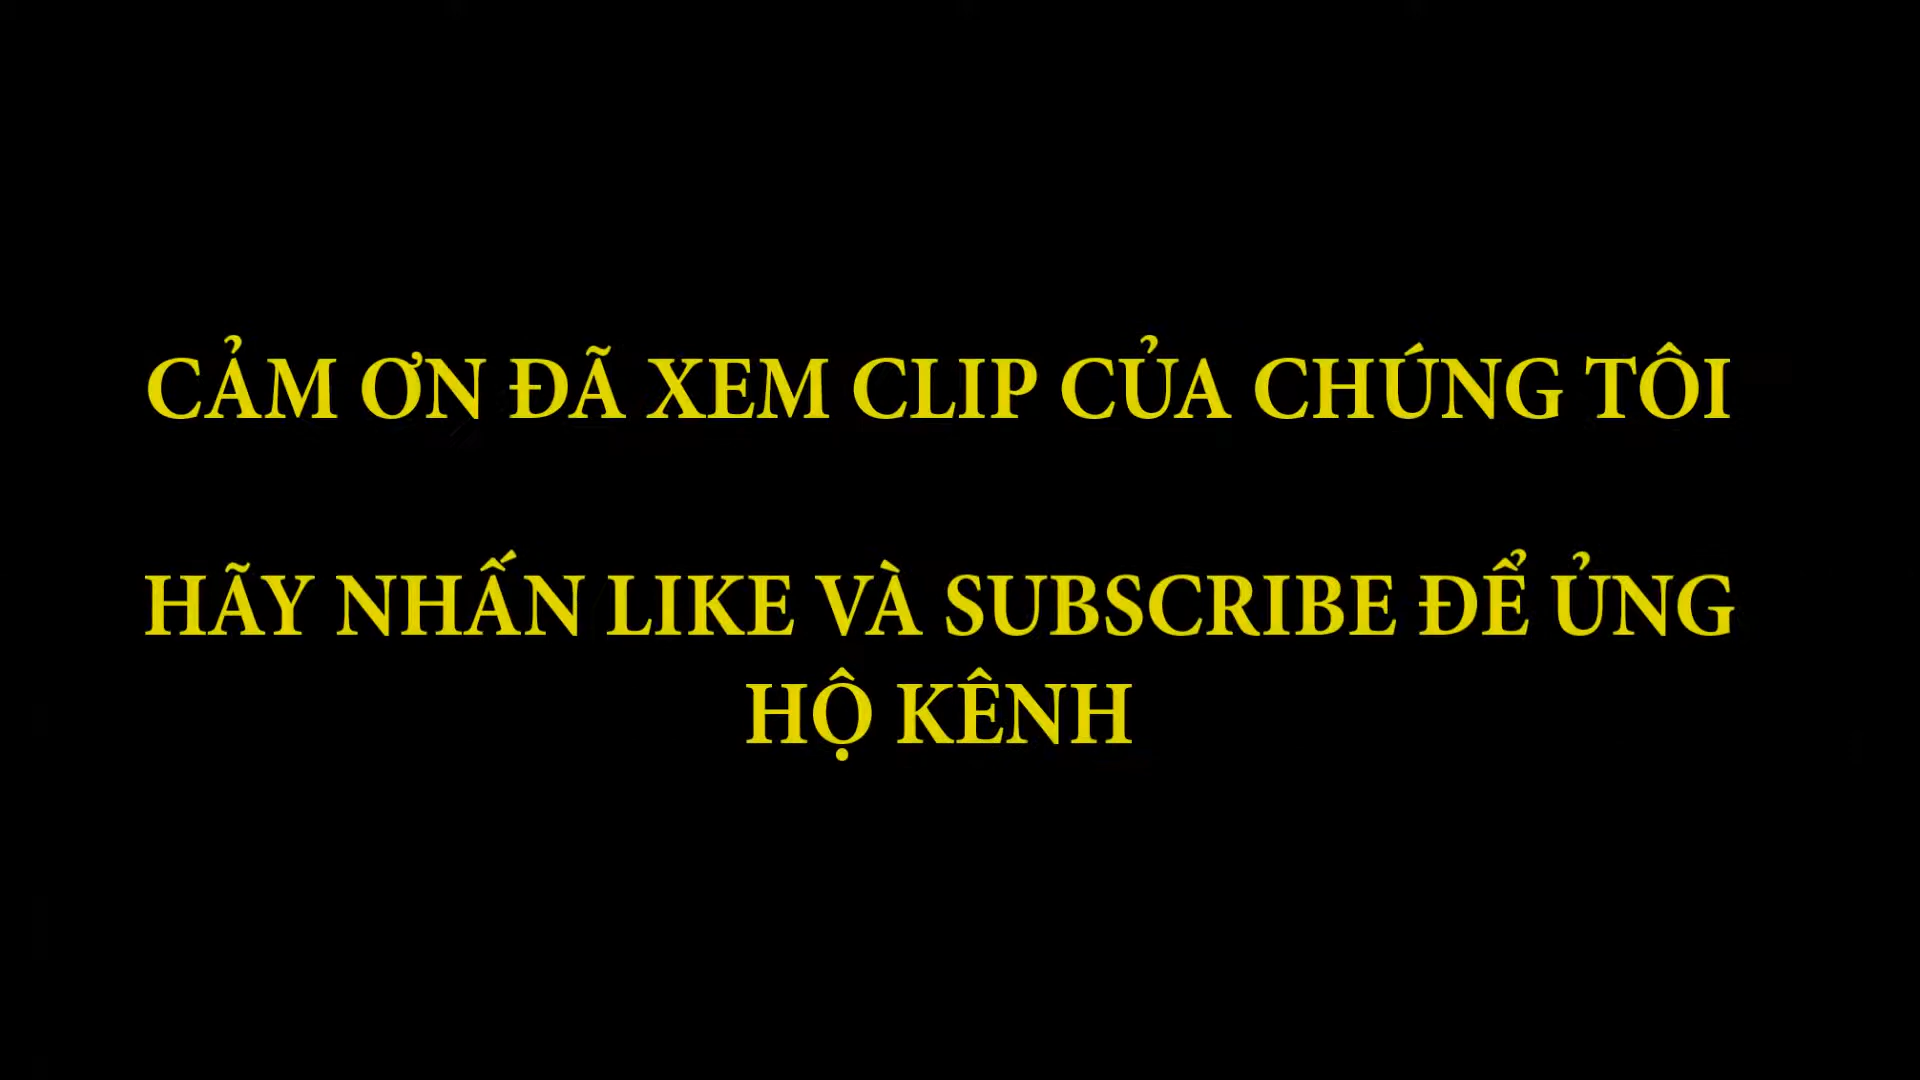 CẢM ƠN ĐÃ XEM CLIP CỦA CHÚNG TÔI
HÃY NHẤN LIKE VÀ SUBSCRIBE ĐỂ ỦNG
HỘ KÊNH